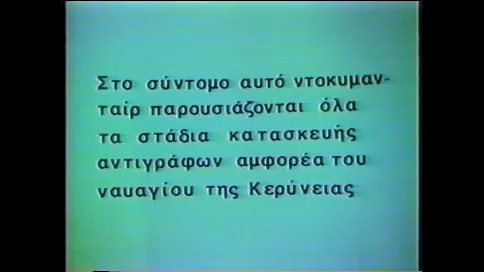 Στο σύντομο αυτό ντοκυμαν-
ταίρ παρουσιάζονται όλα
τα στάδια κατασκευής
αντιγράφων αμφορέα του
ναυαγίου της Κερύνειας